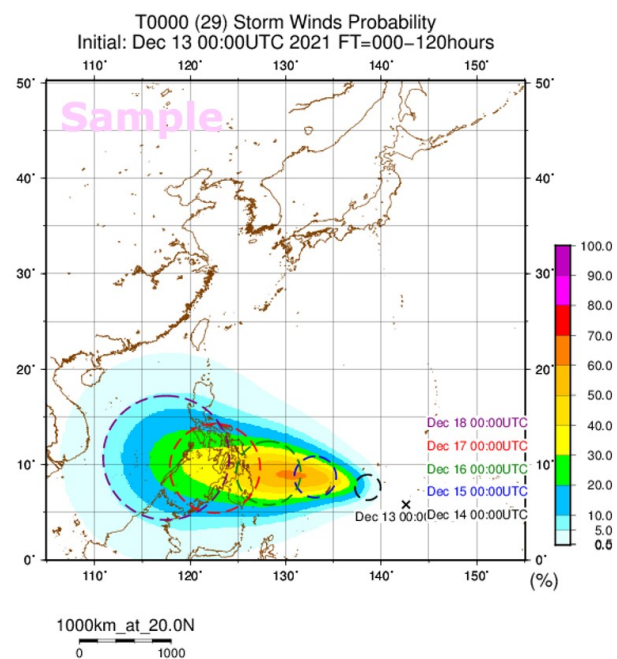 T0000 (29) Storm Winds Probability
Initial: Dec 13 00:00UTC 2021 FT=000−120hours
110˚ 120˚ 130˚ 140˚ 150˚
50˚ 50˚
Sample
40˚ 40˚
30˚ 30˚
20˚ 20˚
10˚ 10˚
0˚ 0˚
110˚ 120˚ 130˚ 140˚ 150˚
Dec 18 00:00UTC
Dec 17 00:00UTC
Dec 16 00:00UTC
Dec 15 00:00UTC
Dec 14 00:00UTC
Dec 13 00:00
100.0
90.0
80.0
70.0
60.0
50.0
40.0
30.0
20.0
10.0
5.0
(%)
1000km_at_20.0N
0 1000